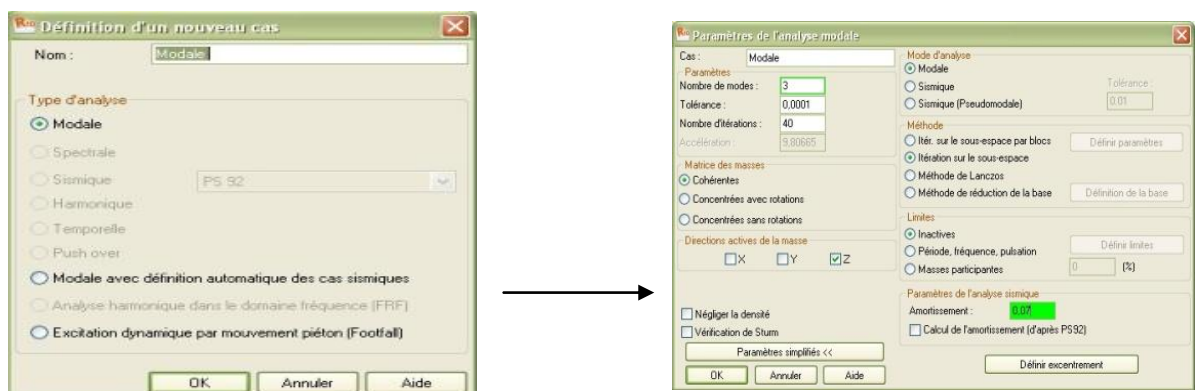 Définition d'un nouveau cas
Nom :
Modale
Type d'analyse
Modale
Spectrale
Sismique
PS 92
Harmonique
Temporelle
Push over
Modale avec définition automatique des cas sismiques
Analyse harmonique dans le domaine fréquence (FRF)
Excitation dynamique par mouvement piéton (Footfall)
OK
Annuler
Aide
Paramètres de l'analyse modale
Cas :
Modale
Paramètres
Nombre de modes :
3
Tolérance :
0,0001
Nombre d'itérations :
40
Accélération :
9,80665
Matrice des masses
Cohérentes
Concentrées avec rotations
Concentrées sans rotations
Directions actives de la masse
X Y Z
Négliger la densité
Vérification de Sturm
Paramètres simplifiés <<
OK
Annuler
Aide
Mode d'analyse
Modale
Sismique
Sismique (Pseudomodale)
Tolérance :
0.01
Méthode
Itér. sur le sous-espace par blocs
Définir paramètres
Itération sur le sous-espace
Méthode de Lanczos
Méthode de réduction de la base
Définition de la base
Limites
Inactives
Période, fréquence, pulsation
Définir limites
Masses participantes
0 (%)
Paramètres de l'analyse sismique
Amortissement :
0.07
Calcul de l'amortissement (d'après PS92)
Définir excentrement